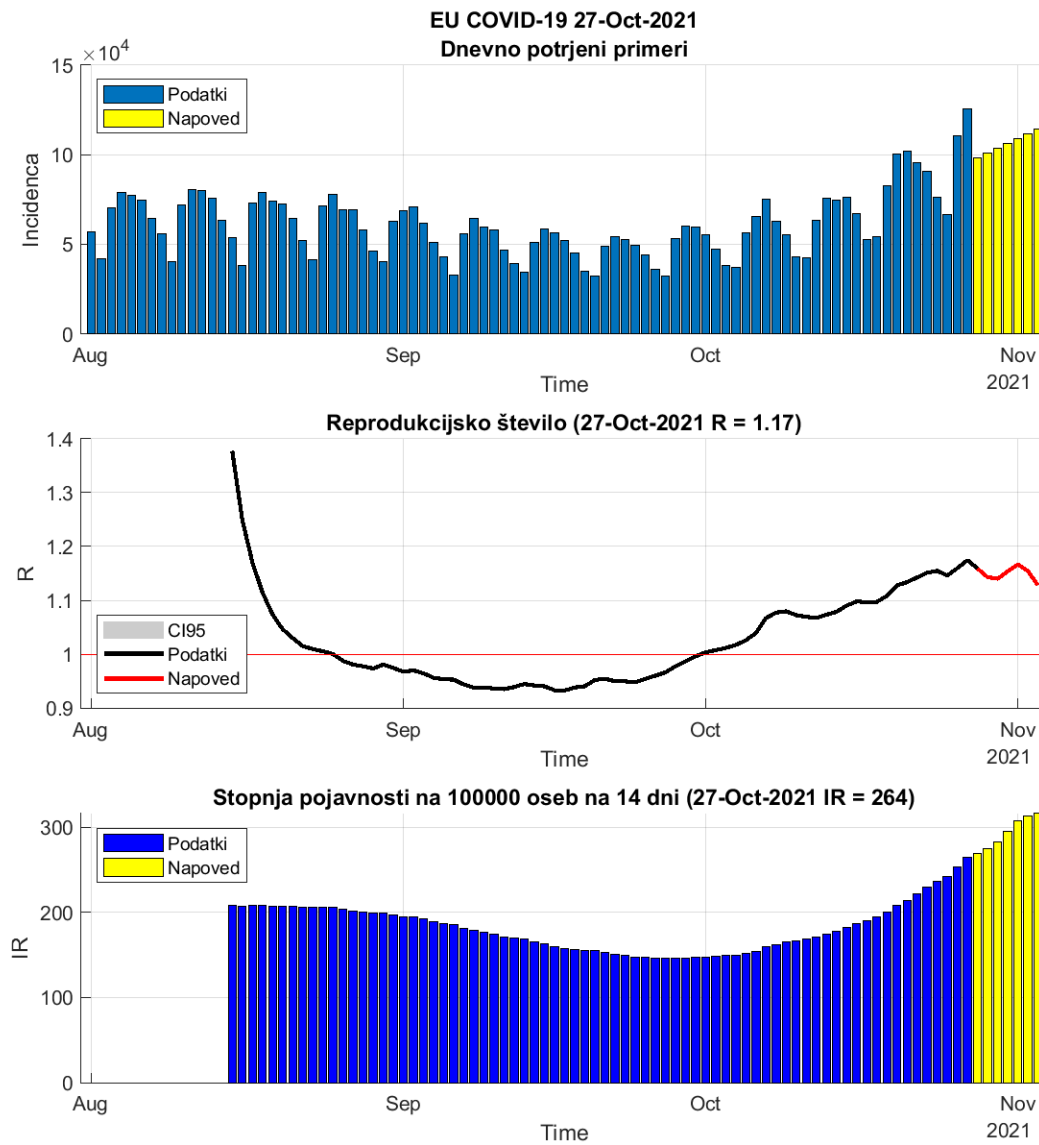 EU COVID-19 27-Oct-2021
Dnevno potrjeni primeri
×10⁴
15
10
5
0
Incidenca
Podatki
Napoved
Aug
Sep
Oct
Nov
2021
Time
Reprodukcijsko število (27-Oct-2021 R = 1.17)
1.4
1.3
1.2
1.1
1
0.9
R
CI95
Podatki
Napoved
Aug
Sep
Oct
Nov
2021
Time
Stopnja pojavnosti na 100000 oseb na 14 dni (27-Oct-2021 IR = 264)
300
200
100
0
IR
Podatki
Napoved
Aug
Sep
Oct
Nov
2021
Time